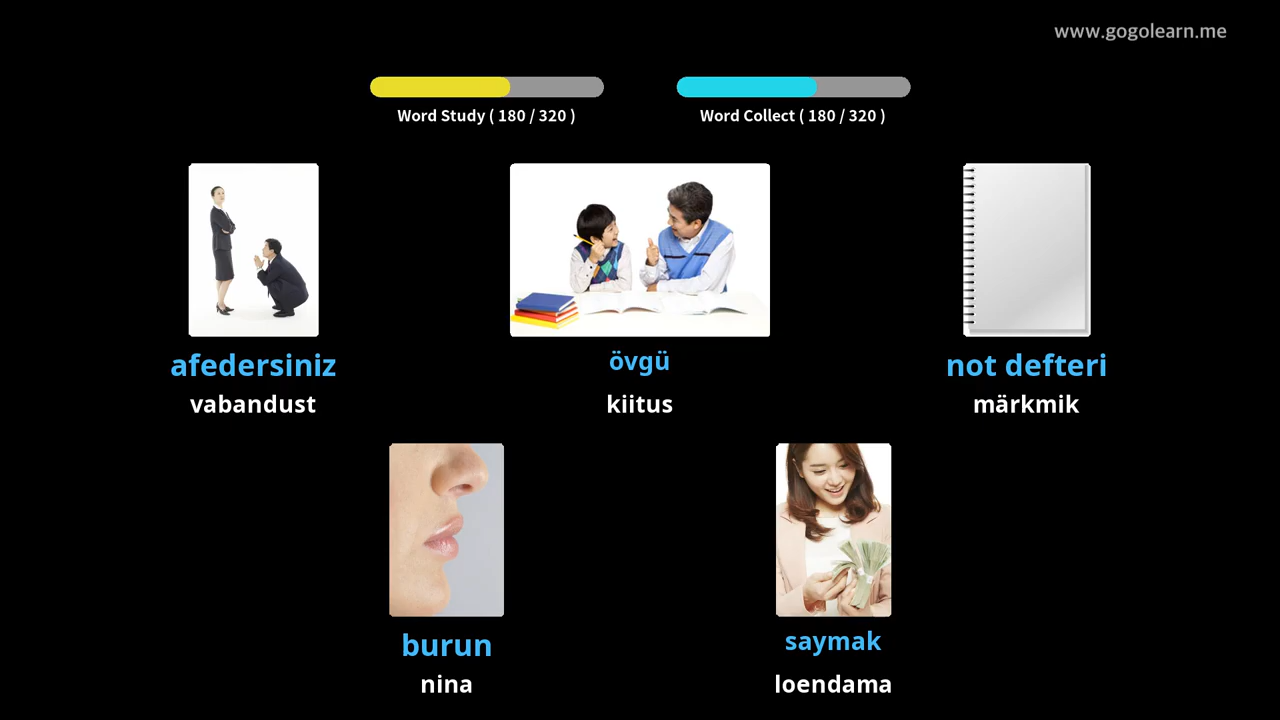 www.gogolearn.me
Word Study ( 180 / 320 )
Word Collect ( 180 / 320 )
afedersiniz
vabandust
övgü
kiitus
not defteri
märkmik
burun
nina
saymak
loendama